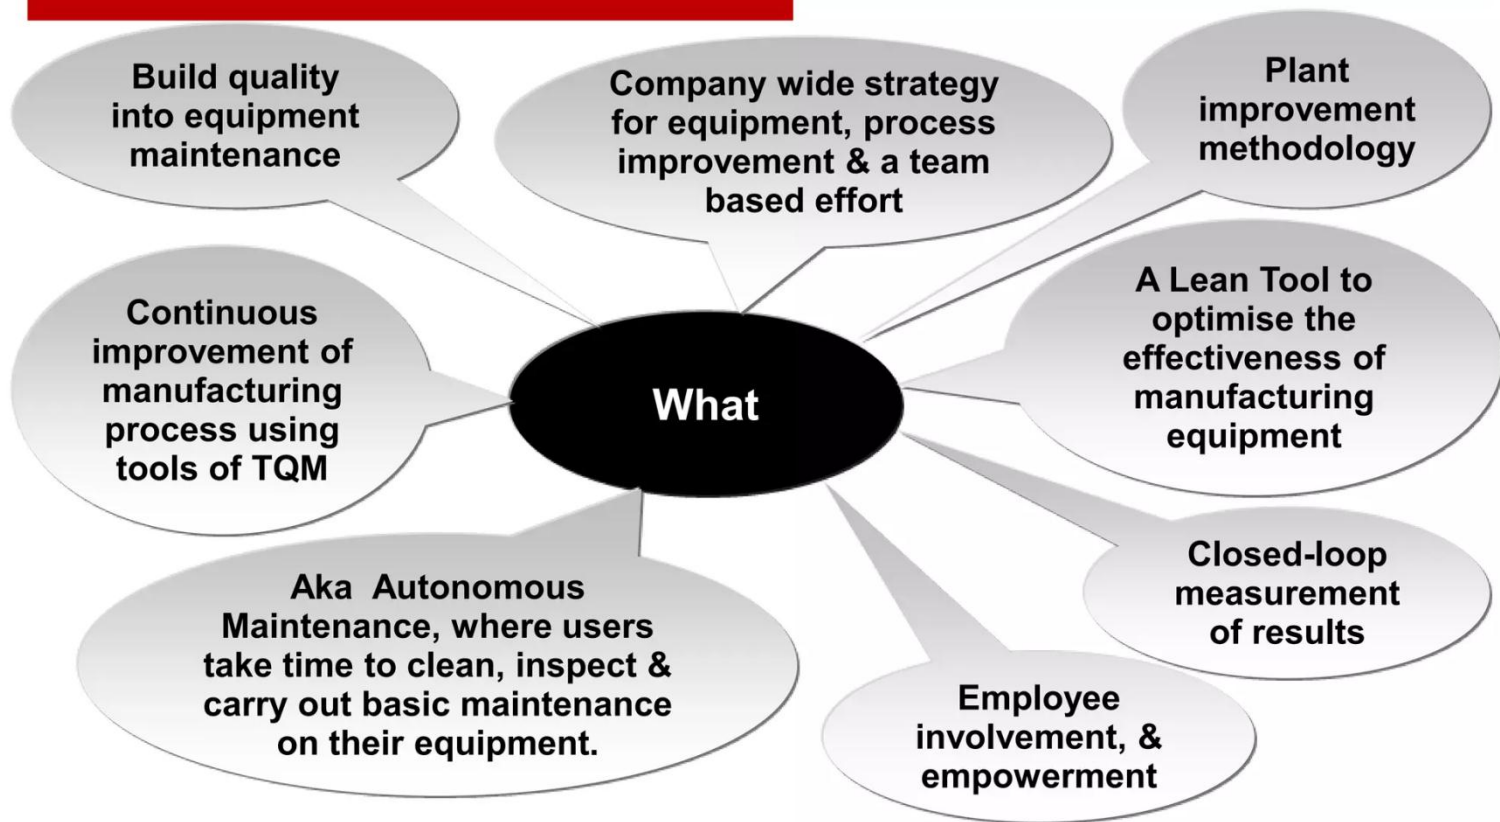 Build quality
into equipment
maintenance
Company wide strategy
for equipment, process
improvement & a team
based effort
Plant
improvement
methodology
Continuous
improvement of
manufacturing
process using
tools of TQM
What
A Lean Tool to
optimise the
effectiveness of
manufacturing
equipment
Aka  Autonomous
Maintenance, where users
take time to clean, inspect &
carry out basic maintenance
on their equipment.
Closed-loop
measurement
of results
Employee
involvement, &
empowerment